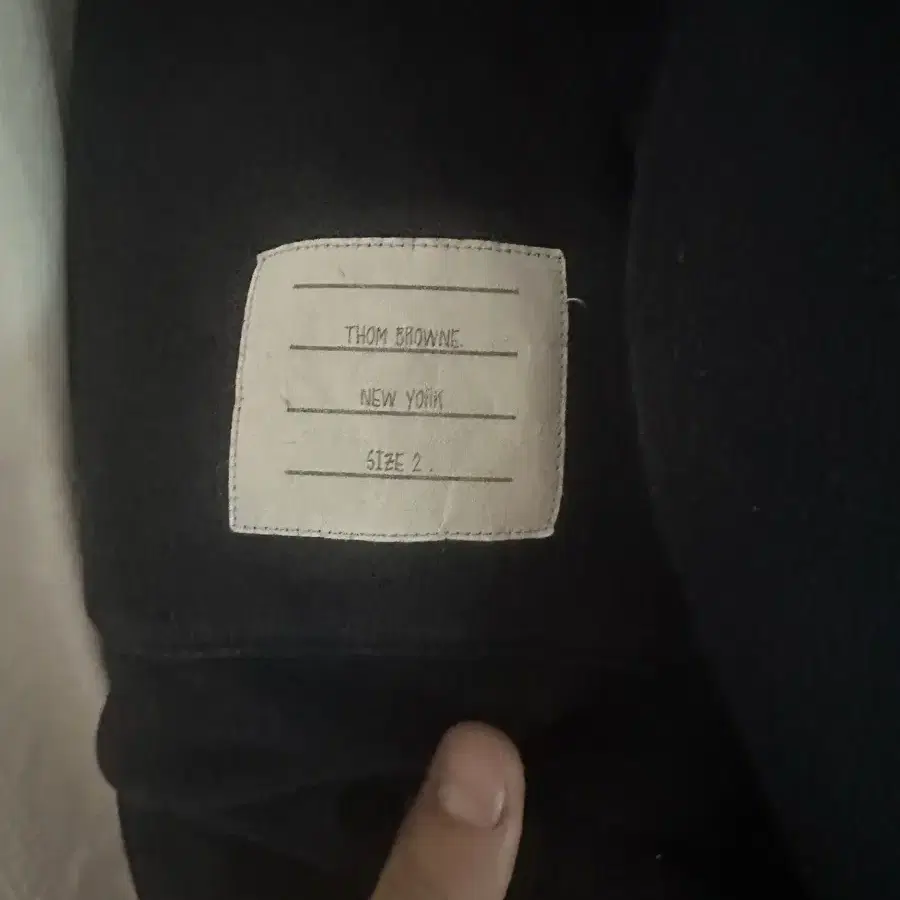 THOM BROWNE.
NEW YORK
SIZE 2.